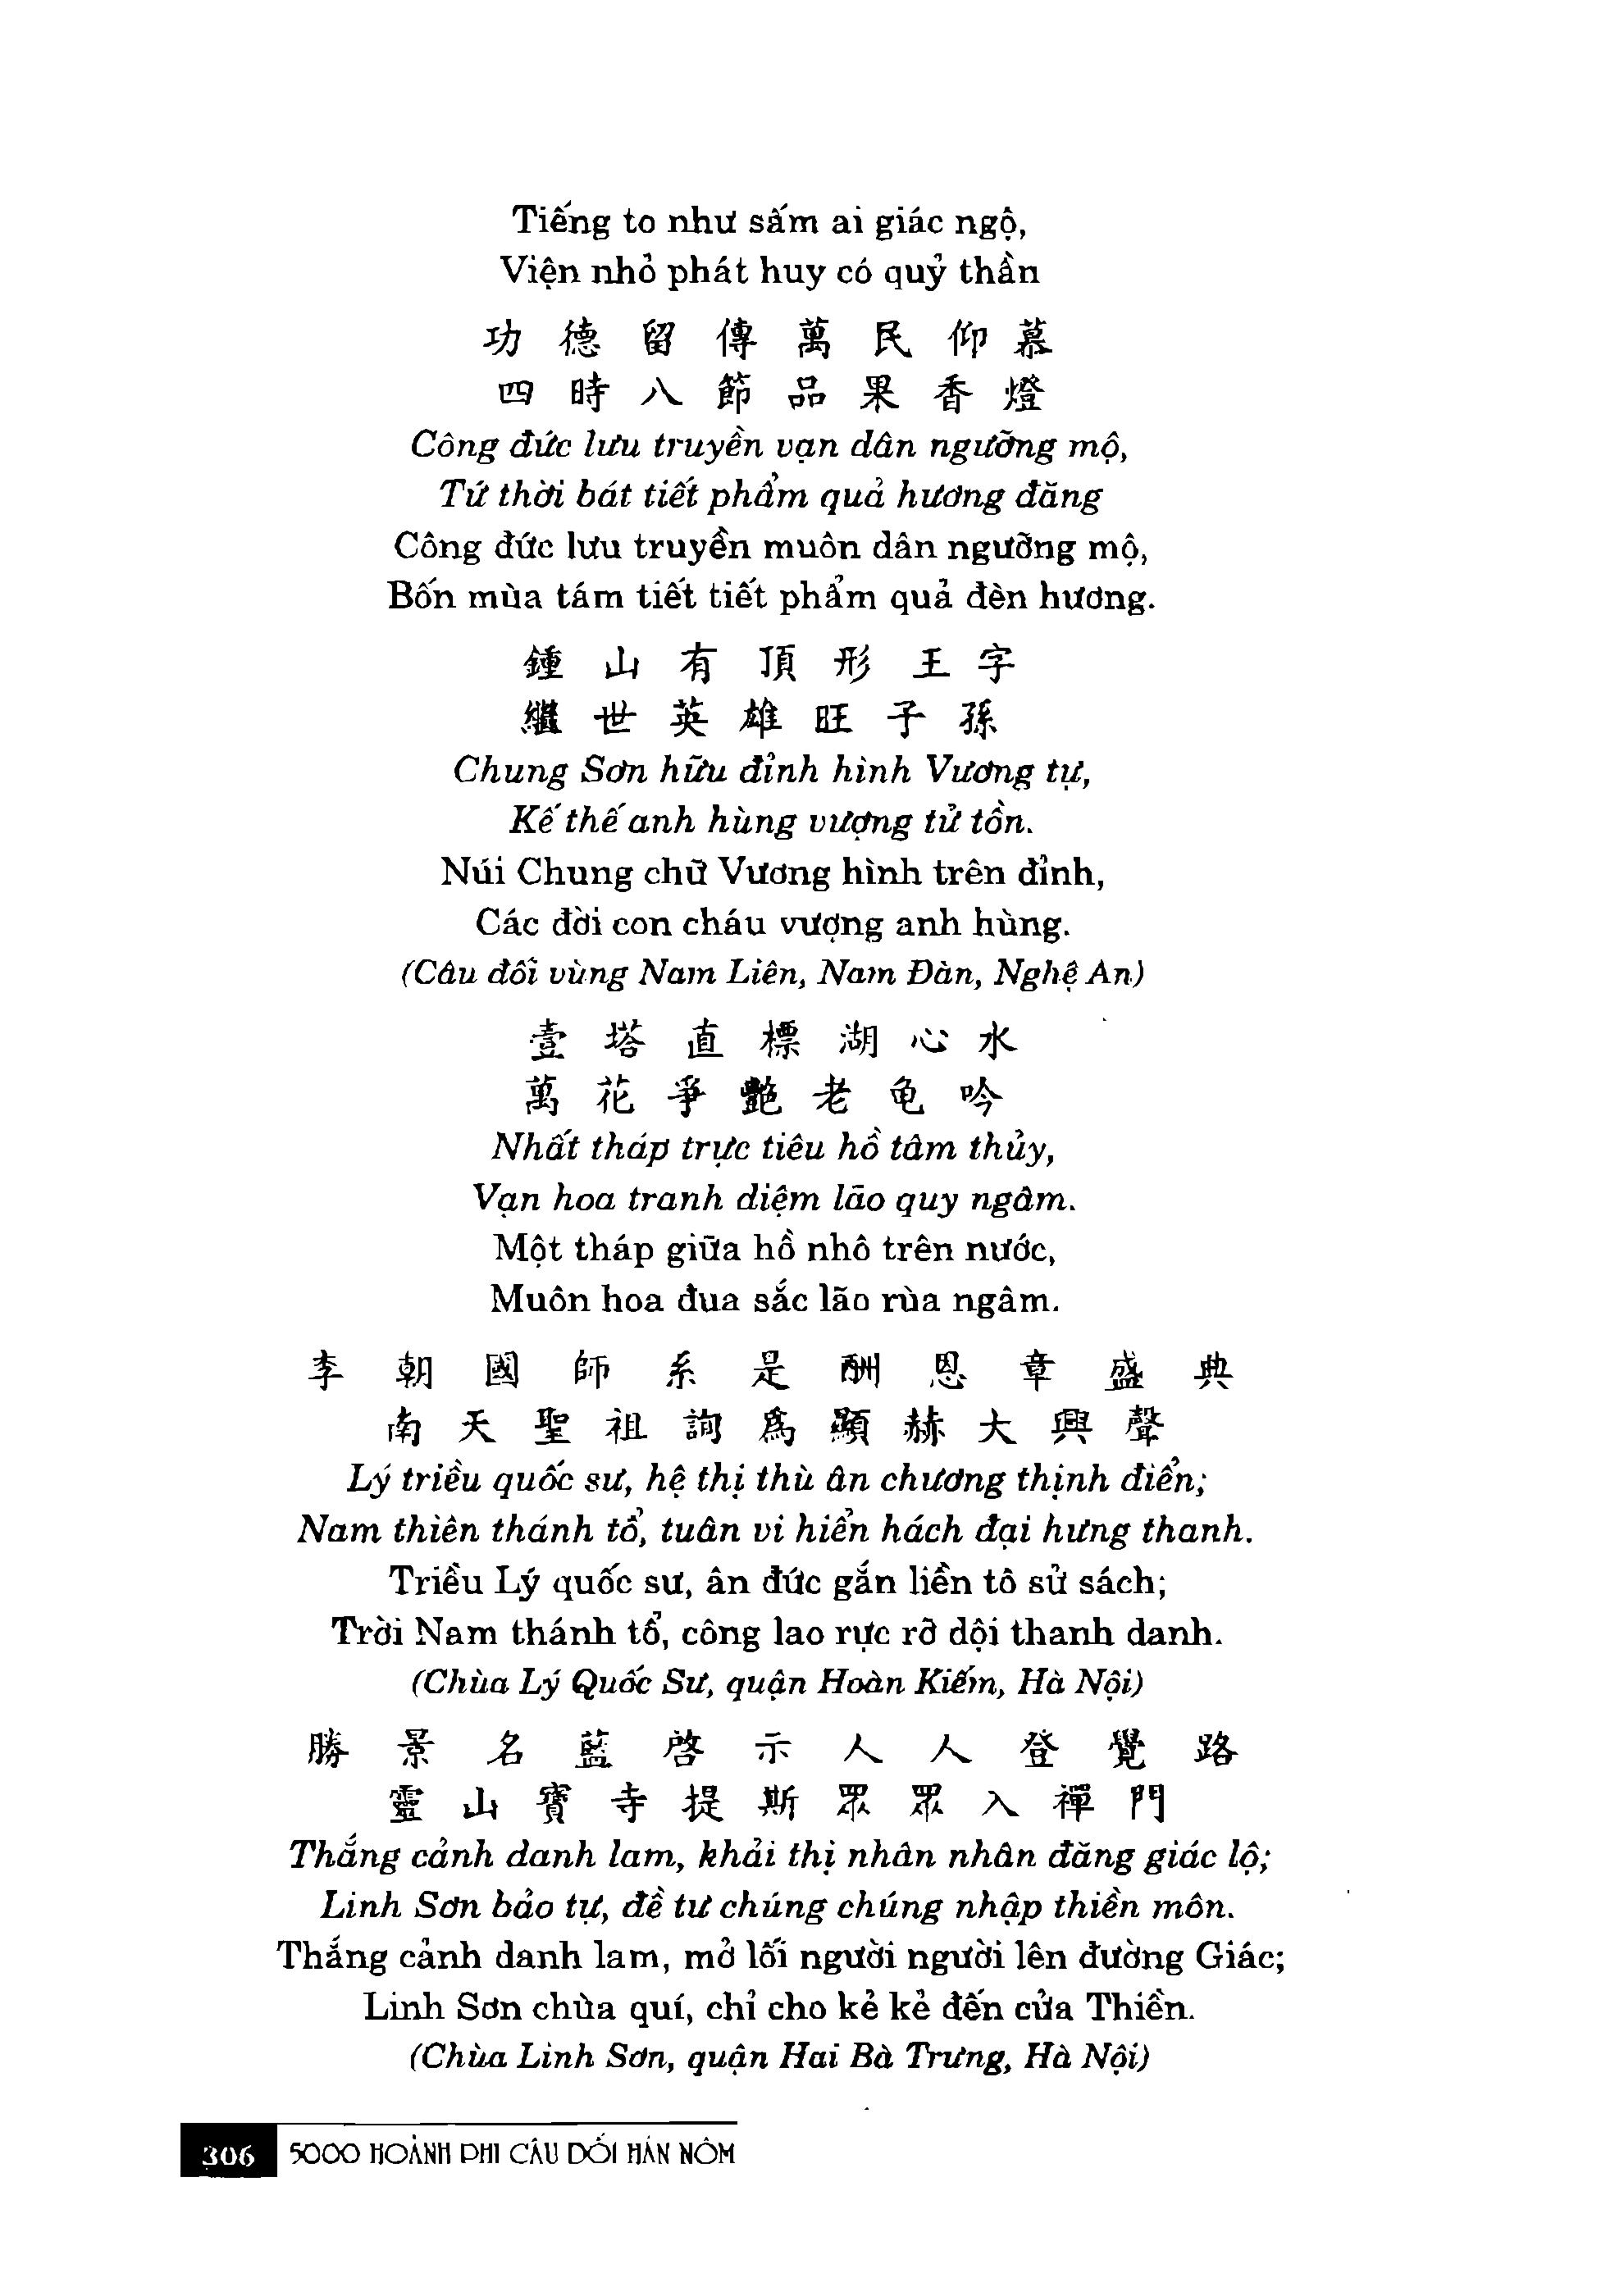 Tiếng to như sấm ai giác ngộ,
Viện nhỏ phát huy có quỷ thần
功德留傳萬民仰慕
四時八節品果香燈
Công đức lưu truyền vạn dân ngưỡng mộ,
Tứ thời bát tiết phẩm quả hương đăng
Công đức lưu truyền muôn dân ngưỡng mộ,
Bốn mùa tám tiết tiết phẩm quả đèn hương.
鍾山有頂形王字
繼世英雄旺子孫
Chung Sơn hữu đỉnh hình Vương tự,
Kế thế anh hùng vượng tử tồn.
Núi Chung chữ Vương hình trên đỉnh,
Các đời con cháu vượng anh hùng.
(Câu đối vùng Nam Liên, Nam Đàn, Nghệ An)
壹塔直標湖心水
萬花爭艷老龟吟
Nhất tháp trực tiêu hồ tâm thủy,
Vạn hoa tranh diệm lão quy ngâm.
Một tháp giữa hồ nhô trên nước,
Muôn hoa đua sắc lão rùa ngâm.
李朝國師系是酬恩章盛典
南天聖祖詢爲顯赫大興聲
Lý triều quốc sư, hệ thị thù ân chương thịnh điển;
Nam thiên thánh tổ, tuân vi hiển hách đại hưng thanh.
Triều Lý quốc sư, ân đức gắn liền tô sử sách;
Trời Nam thánh tổ, công lao rực rỡ dội thanh danh.
(Chùa Lý Quốc Sư, quận Hoàn Kiếm, Hà Nội)
勝景名藍啓示人人登覺路
靈山寶寺提斯眾眾入禪門
Thắng cảnh danh lam, khải thị nhân nhân đăng giác lộ;
Linh Sơn bảo tự, đề tư chúng chúng nhập thiền môn.
Thắng cảnh danh lam, mở lối người người lên đường Giác;
Linh Sơn chùa quí, chỉ cho kẻ kẻ đến cửa Thiền.
(Chùa Linh Sơn, quận Hai Bà Trưng, Hà Nội)
306 5000 HOÀNH PHI CÂU ĐỐI HÁN NÔM